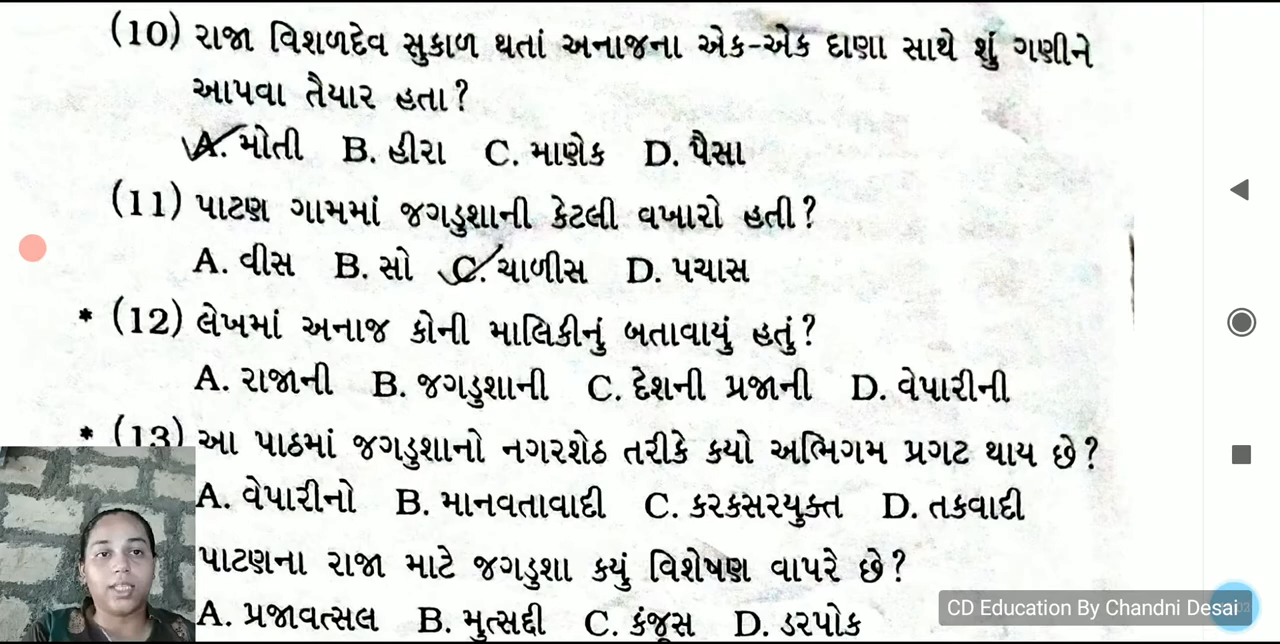 (10) રાજા વિશળદેવ સુકાળ થતાં અનાજના એક-એક દાણા સાથે શું ગણીને
આપવા તૈયાર હતા?
A. મોતી B. હીરા C. માણેક D. પૈસા
(11) પાટણ ગામમાં જગડુશાની કેટલી વખારો હતી?
A. વીસ B. સો C. ચાળીસ D. પચાસ
* (12) લેખમાં અનાજ કોની માલિકીનું બતાવાયું હતું?
A. રાજાની B. જગડુશાની C. દેશની પ્રજાની D. વેપારીની
* (13) આ પાઠમાં જગડુશાનો નગરશેઠ તરીકે કયો અભિગમ પ્રગટ થાય છે?
A. વેપારીનો B. માનવતાવાદી C. કરકસરયુક્ત D. તકવાદી
પાટણના રાજા માટે જગડુશા કયું વિશેષણ વાપરે છે?
A. પ્રજાવત્સલ B. મુત્સદ્દી C. કંજૂસ D. ડરપોક
CD Education By Chandni Desai